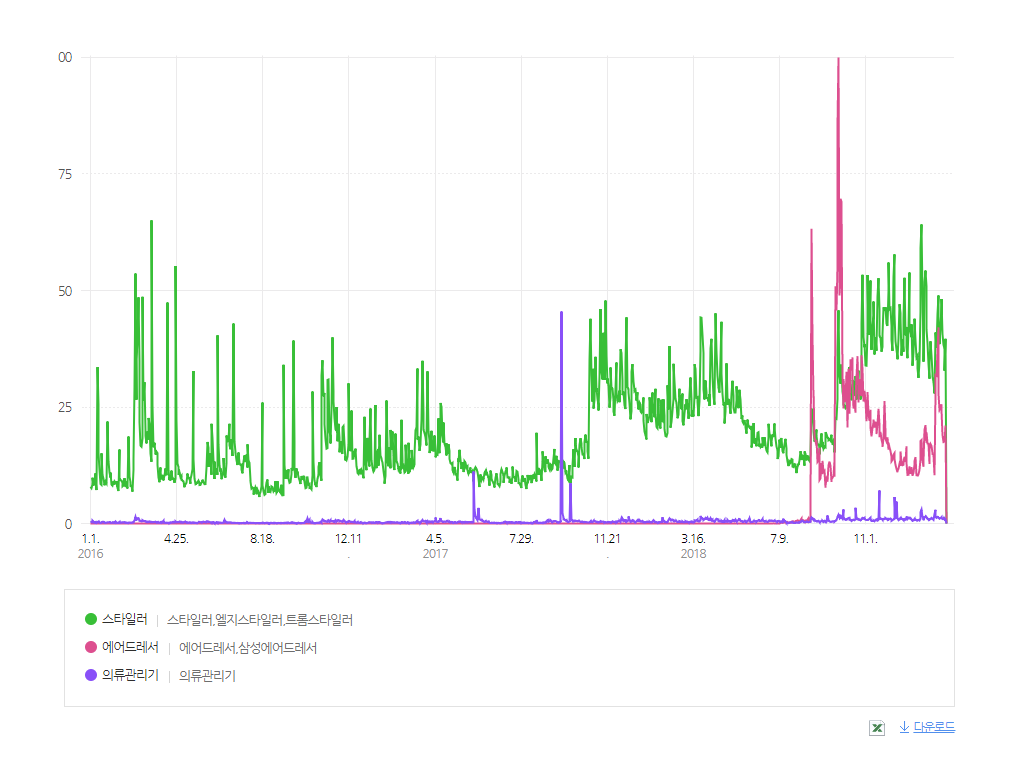 00
75
50
25
0
1.1. 4.25. 8.18. 12.11 4.5. 7.29. 11.21 3.16. 7.9. 11.1.
2016 . 2017 . 2018
스타일러 | 스타일러,엘지스타일러,트롬스타일러
에어드레서 | 에어드레서,삼성에어드레서
의류관리기 | 의류관리기
다운로드